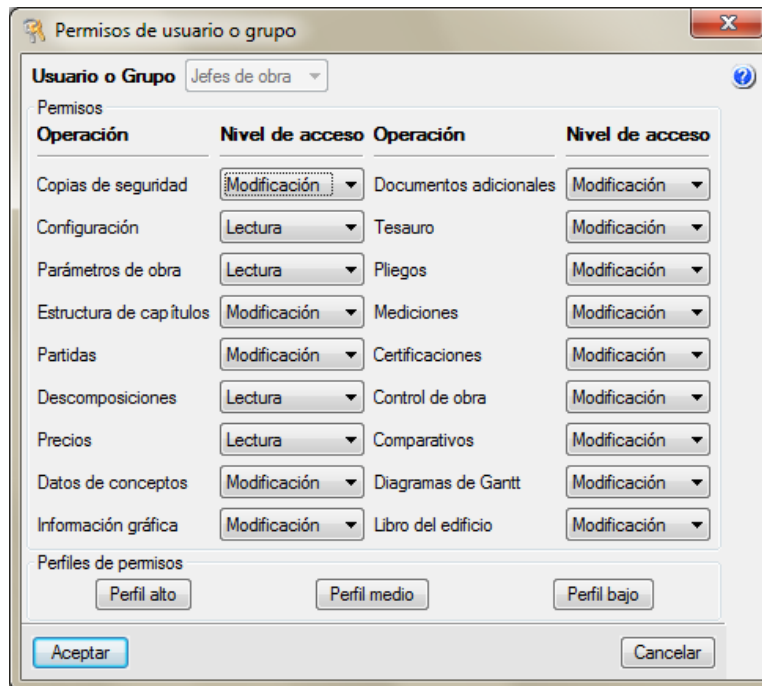 Permisos de usuario o grupo
Usuario o Grupo Jefes de obra
Permisos
Operación Nivel de acceso Operación Nivel de acceso
Copias de seguridad Modificación Documentos adicionales Modificación
Configuración Lectura Tesauro Modificación
Parámetros de obra Lectura Pliegos Modificación
Estructura de capítulos Modificación Mediciones Modificación
Partidas Modificación Certificaciones Modificación
Descomposiciones Lectura Control de obra Modificación
Precios Lectura Comparativos Modificación
Datos de conceptos Modificación Diagramas de Gantt Modificación
Información gráfica Modificación Libro del edificio Modificación
Perfiles de permisos
Perfil alto Perfil medio Perfil bajo
Aceptar Cancelar